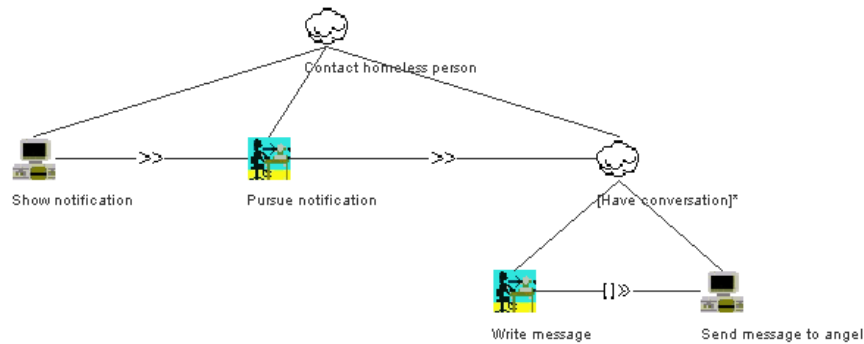 Contact homeless person
>> >>
Show notification Pursue notification [Have conversation]*
[]>>
Write message Send message to angel